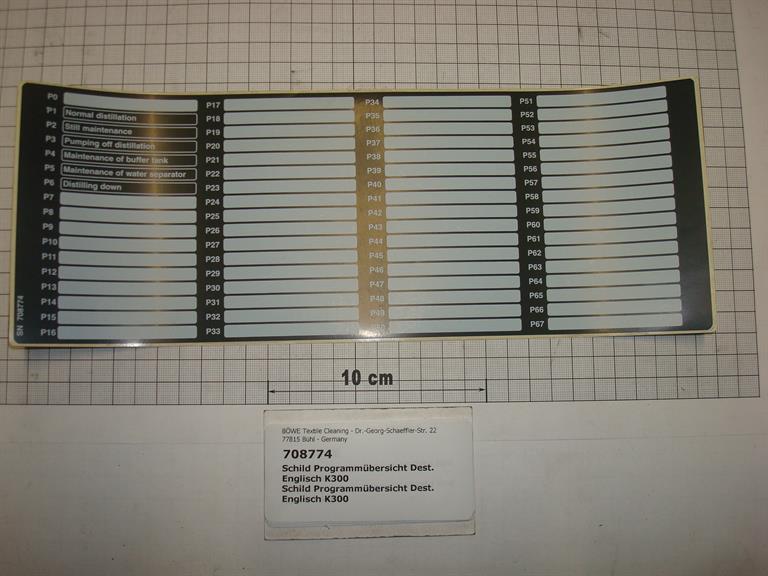 P0
P1 Normal distillation
P2 Still maintenance
P3 Pumping off distillation
P4 Maintenance of buffer tank
P5 Maintenance of water separator
P6 Distilling down
P7
P8
P9
P10
P11
P12
P13
P14
P15
P16
SN 708774
P17
P18
P19
P20
P21
P22
P23
P24
P25
P26
P27
P28
P29
P30
P31
P32
P33
P34
P35
P36
P37
P38
P39
P40
P41
P42
P43
P44
P45
P46
P47
P48
P49
P51
P52
P53
P54
P55
P56
P57
P58
P59
P60
P61
P62
P63
P64
P65
P66
P67
10 cm
BÖWE Textile Cleaning - Dr.-Georg-Schaeffler-Str. 22
77815 Bühl - Germany
708774
Schild Programmübersicht Dest.
Englisch K300
Schild Programmübersicht Dest.
Englisch K300